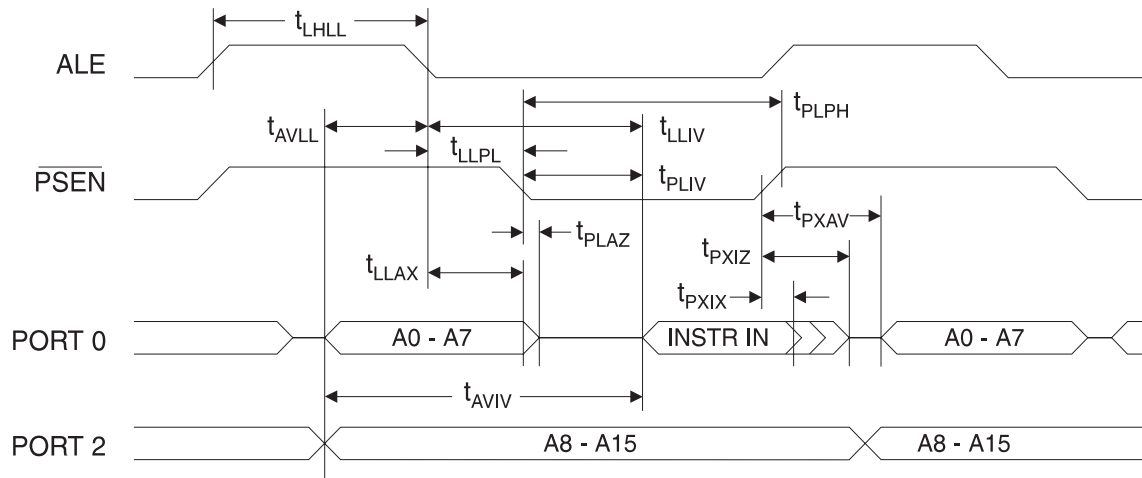 tLHLL
ALE
tPLPH
tAVLL
tLLIV
tLLPL
PSEN
tPLIV
tPXAV
tPLAZ
tPXIZ
tLLAX
tPXIX
PORT 0
A0 - A7
INSTR IN
A0 - A7
tAVIV
PORT 2
A8 - A15
A8 - A15